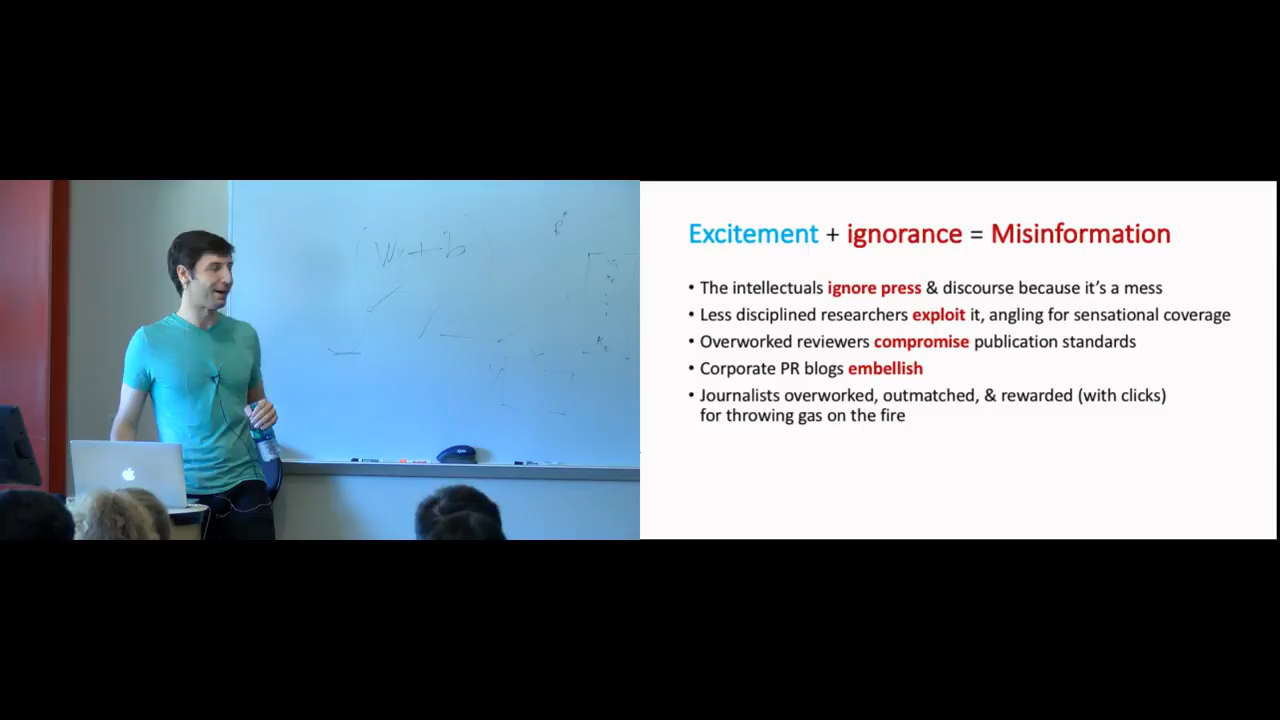 (Wx+b)
Excitement + ignorance = Misinformation
• The intellectuals ignore press & discourse because it's a mess
• Less disciplined researchers exploit it, angling for sensational coverage
• Overworked reviewers compromise publication standards
• Corporate PR blogs embellish
• Journalists overworked, outmatched, & rewarded (with clicks)
for throwing gas on the fire